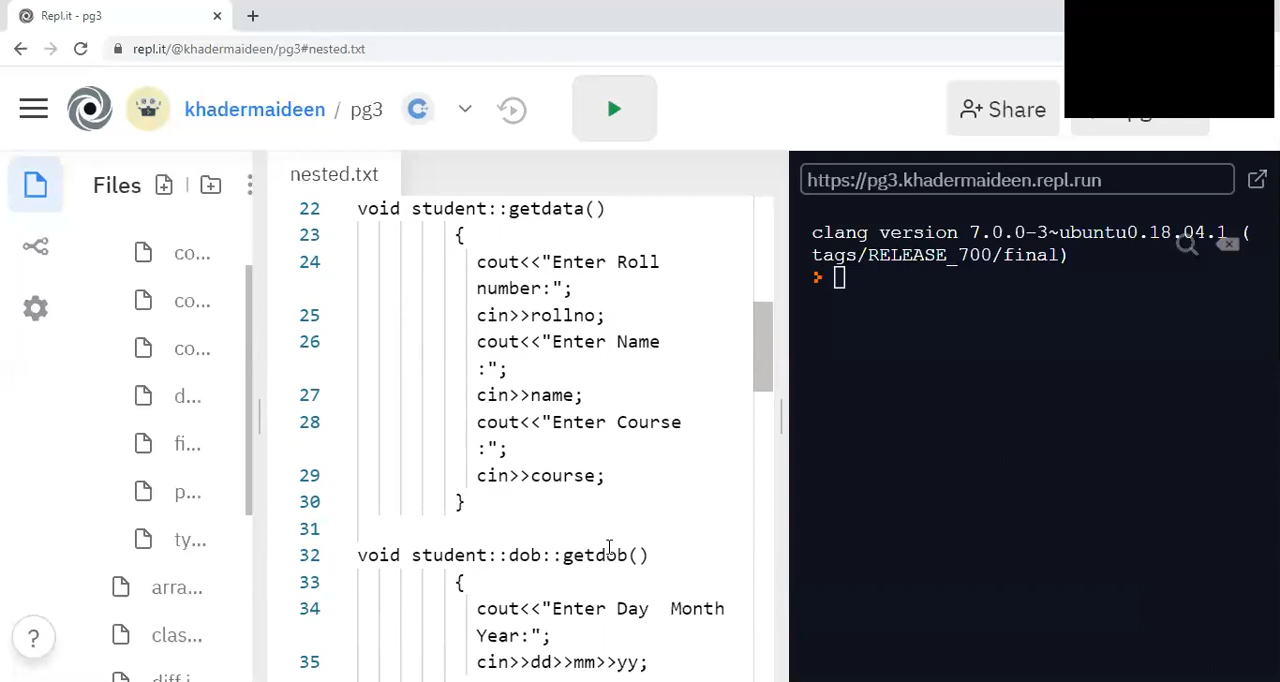 Repl.it - pg3
repl.it/@khadermaideen/pg3#nested.txt
khadermaideen / pg3
Share
Files
co...
co...
co...
d...
fi...
p...
ty...
arra...
clas...
nested.txt
22 void student::getdata()
23 {
24 cout<<"Enter Roll
number:";
25 cin>>rollno;
26 cout<<"Enter Name
:";
27 cin>>name;
28 cout<<"Enter Course
:";
29 cin>>course;
30 }
31
32 void student::dob::getdob()
33 {
34 cout<<"Enter Day  Month
Year:";
35 cin>>dd>>mm>>yy;
https://pg3.khadermaideen.repl.run
clang version 7.0.0-3~ubuntu0.18.04.1 (
tags/RELEASE_700/final)
>
?